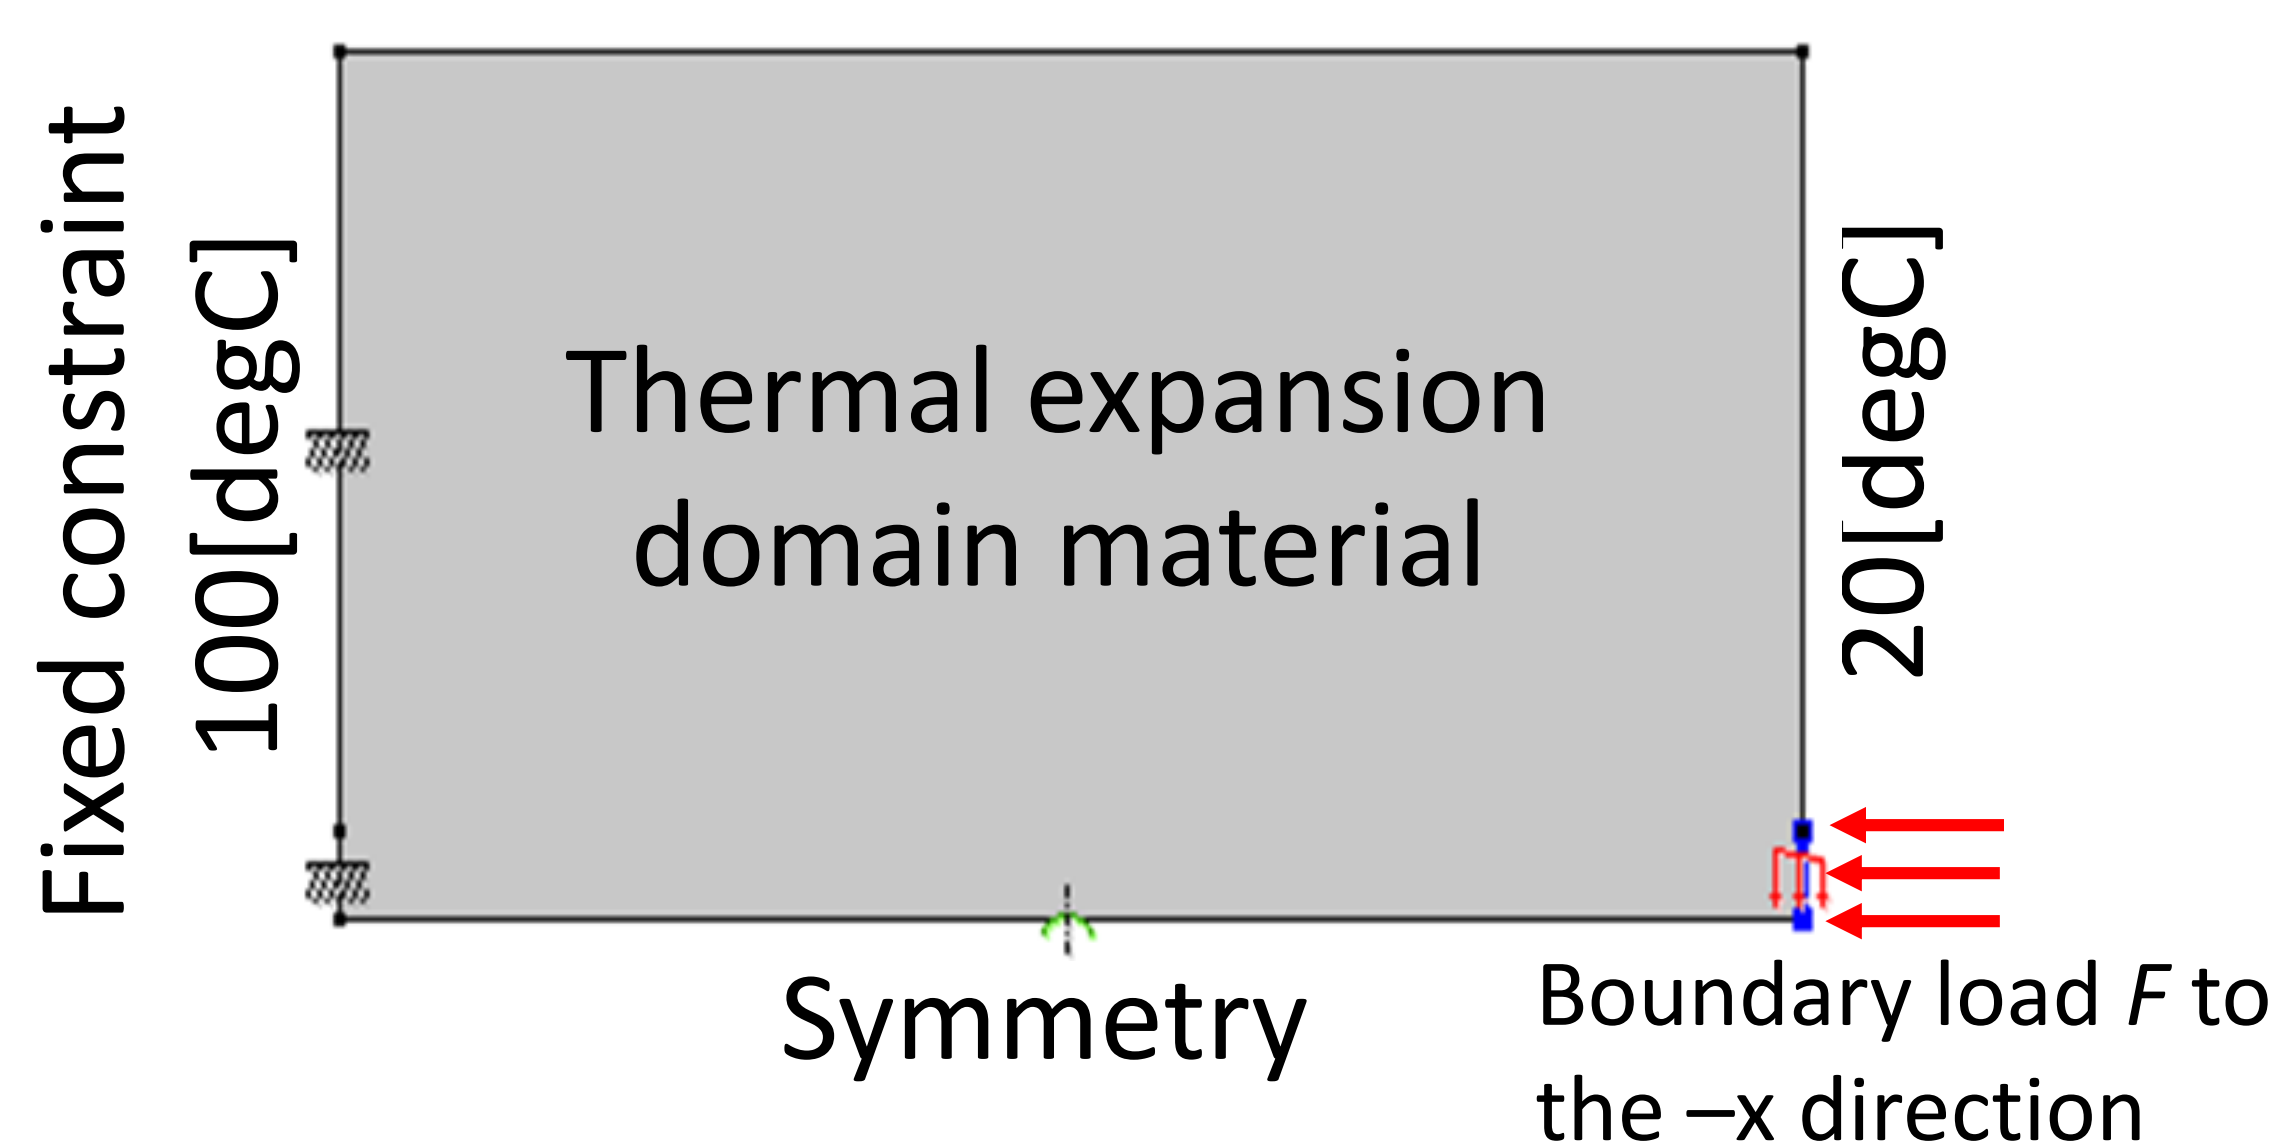 Fixed constraint
100[degC]
Thermal expansion
domain material
20[degC]
Symmetry
Boundary load F to
the –x direction